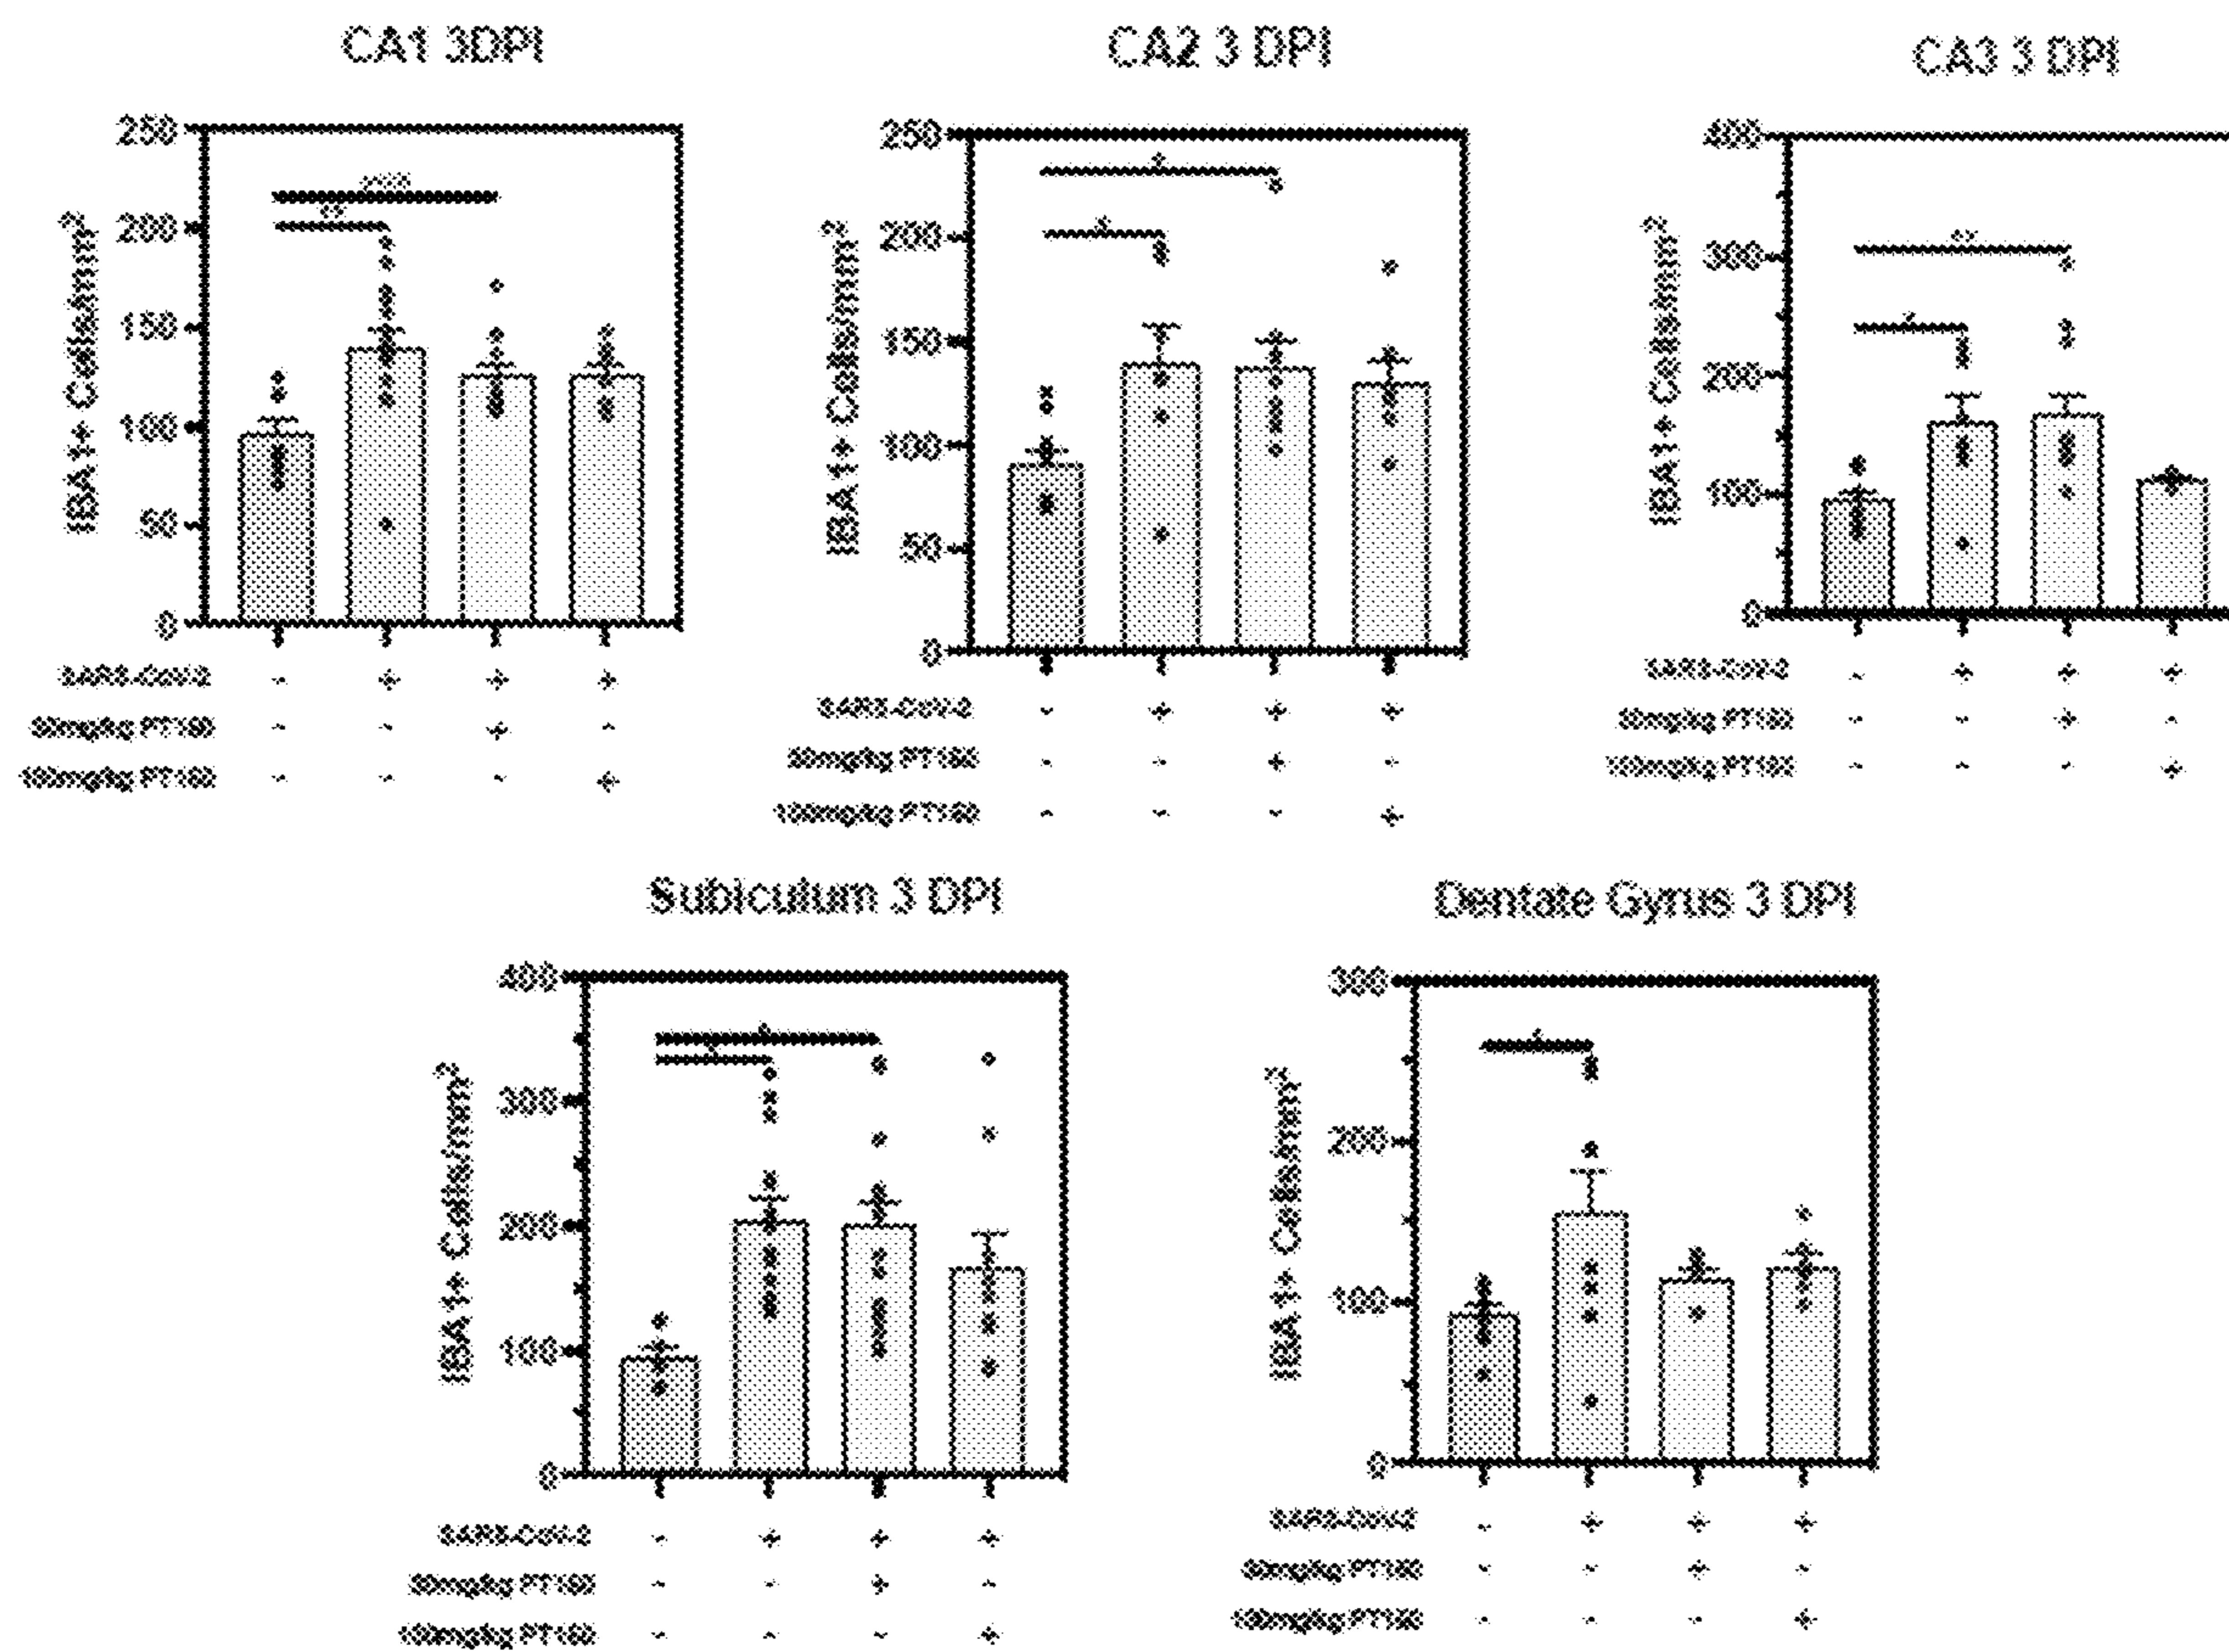 CA1 3DPI
IBA1+ Cells/mm²
250
200
150
100
50
0
**
SARS-CoV-2 - + + +
- - + -
- - - +
CA2 3 DPI
IBA1+ Cells/mm²
250
200
150
100
50
0
*
*
SARS-CoV-2 - + + +
- - + -
- - - +
CA3 3 DPI
IBA1+ Cells/mm²
400
300
200
100
0
**
*
SARS-CoV-2 - + + +
- - + -
- - - +
Subiculum 3 DPI
IBA1+ Cells/mm²
400
300
200
100
0
*
*
SARS-CoV-2 - + + +
- - + -
- - - +
Dentate Gyrus 3 DPI
IBA1+ Cells/mm²
300
200
100
0
*
SARS-CoV-2 - + + +
- - + -
- - - +